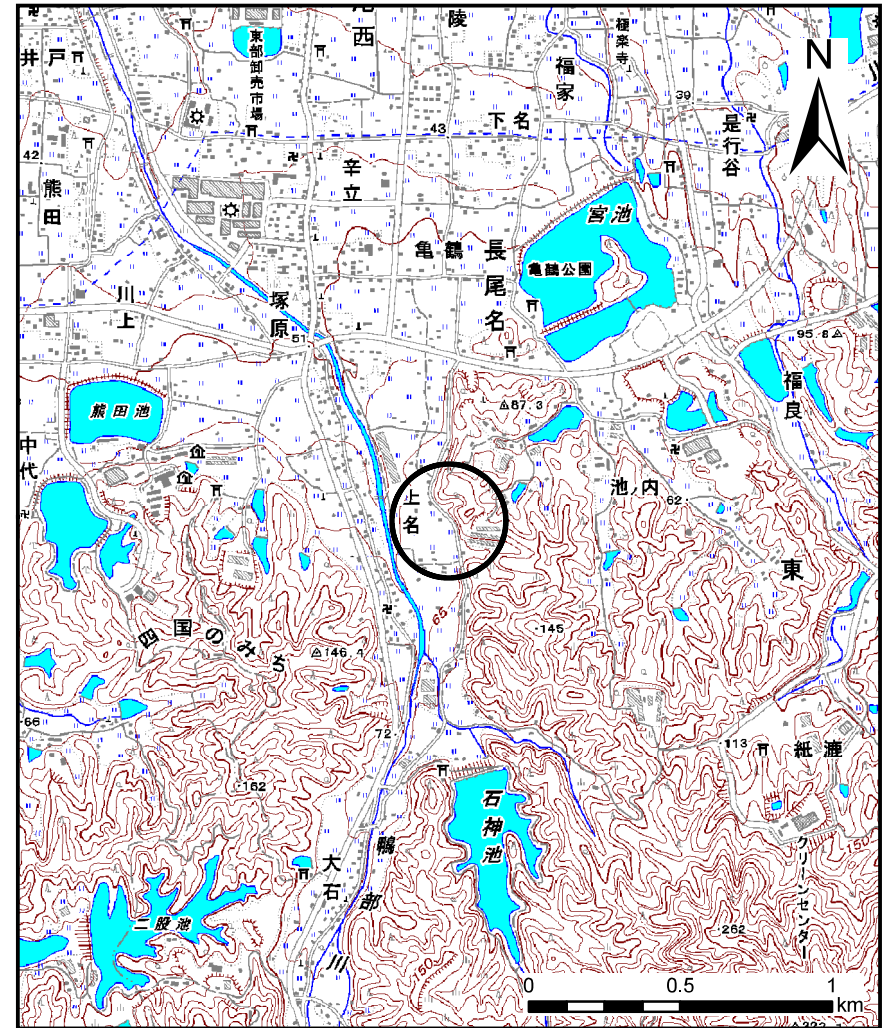 尾西
陵
極楽寺
井戸
東部卸売市場
福家
N
39
下名
43
是行谷
42
辛立
熊田
宮池
亀鶴
長尾名
亀鶴公園
川上
塚原
51
95.8
福良
87.3
熊田池
中代
上名
池ノ内
62
東
65
四国のみち
146.4
145
66
72
113
紙漉
162
石神池
大石
鴨部川
クリーンセンター
150
二股池
262
150
0
0.5
1
km